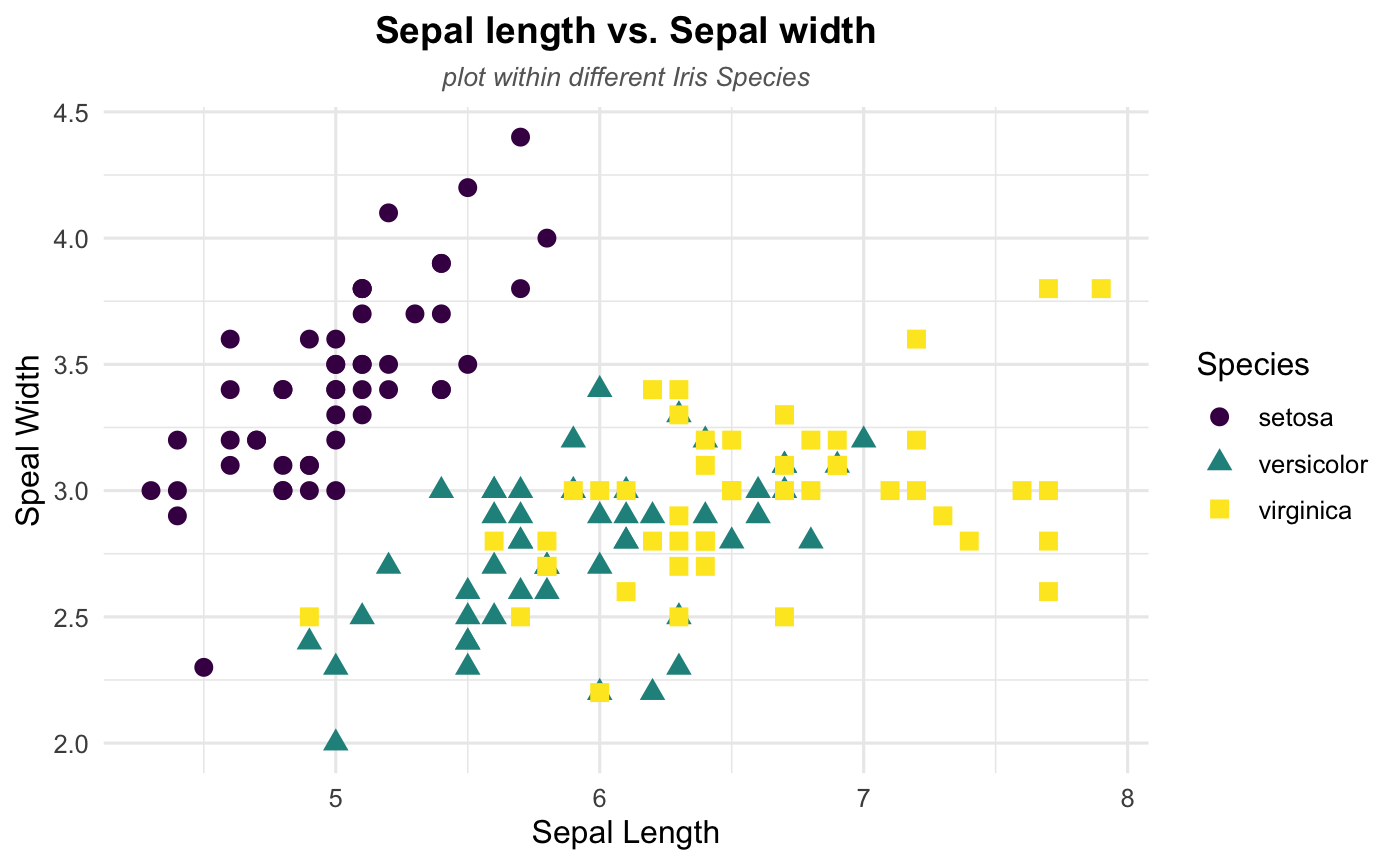 Sepal length vs. Sepal width
plot within different Iris Species
4.5
4.0
3.5
3.0
2.5
2.0
Speal Width
5
6
7
8
Sepal Length
Species
setosa
versicolor
virginica